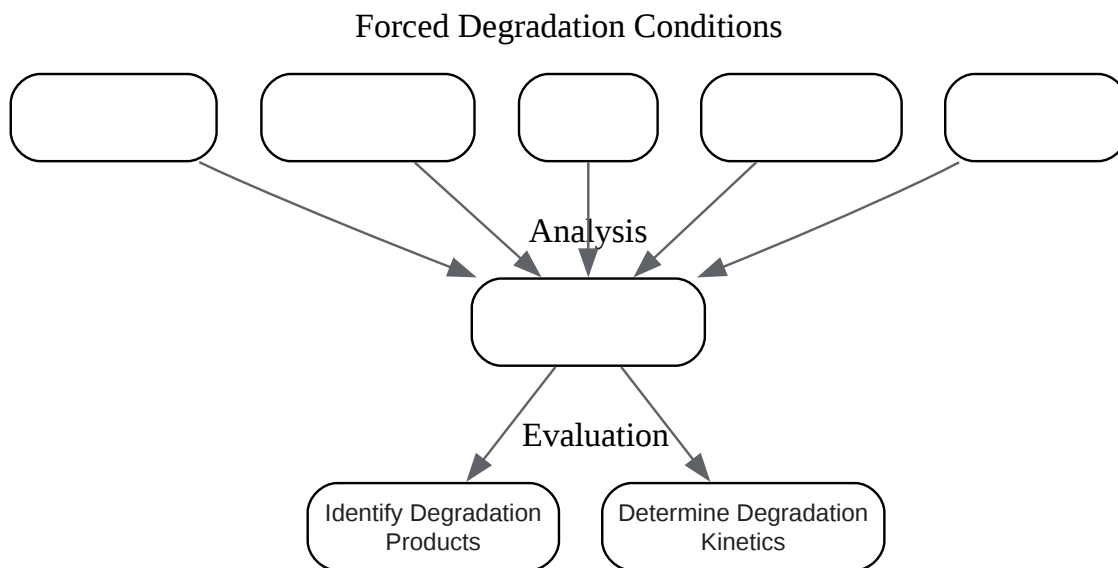 Forced Degradation Conditions
Analysis
Evaluation
Identify Degradation
Products
Determine Degradation
Kinetics